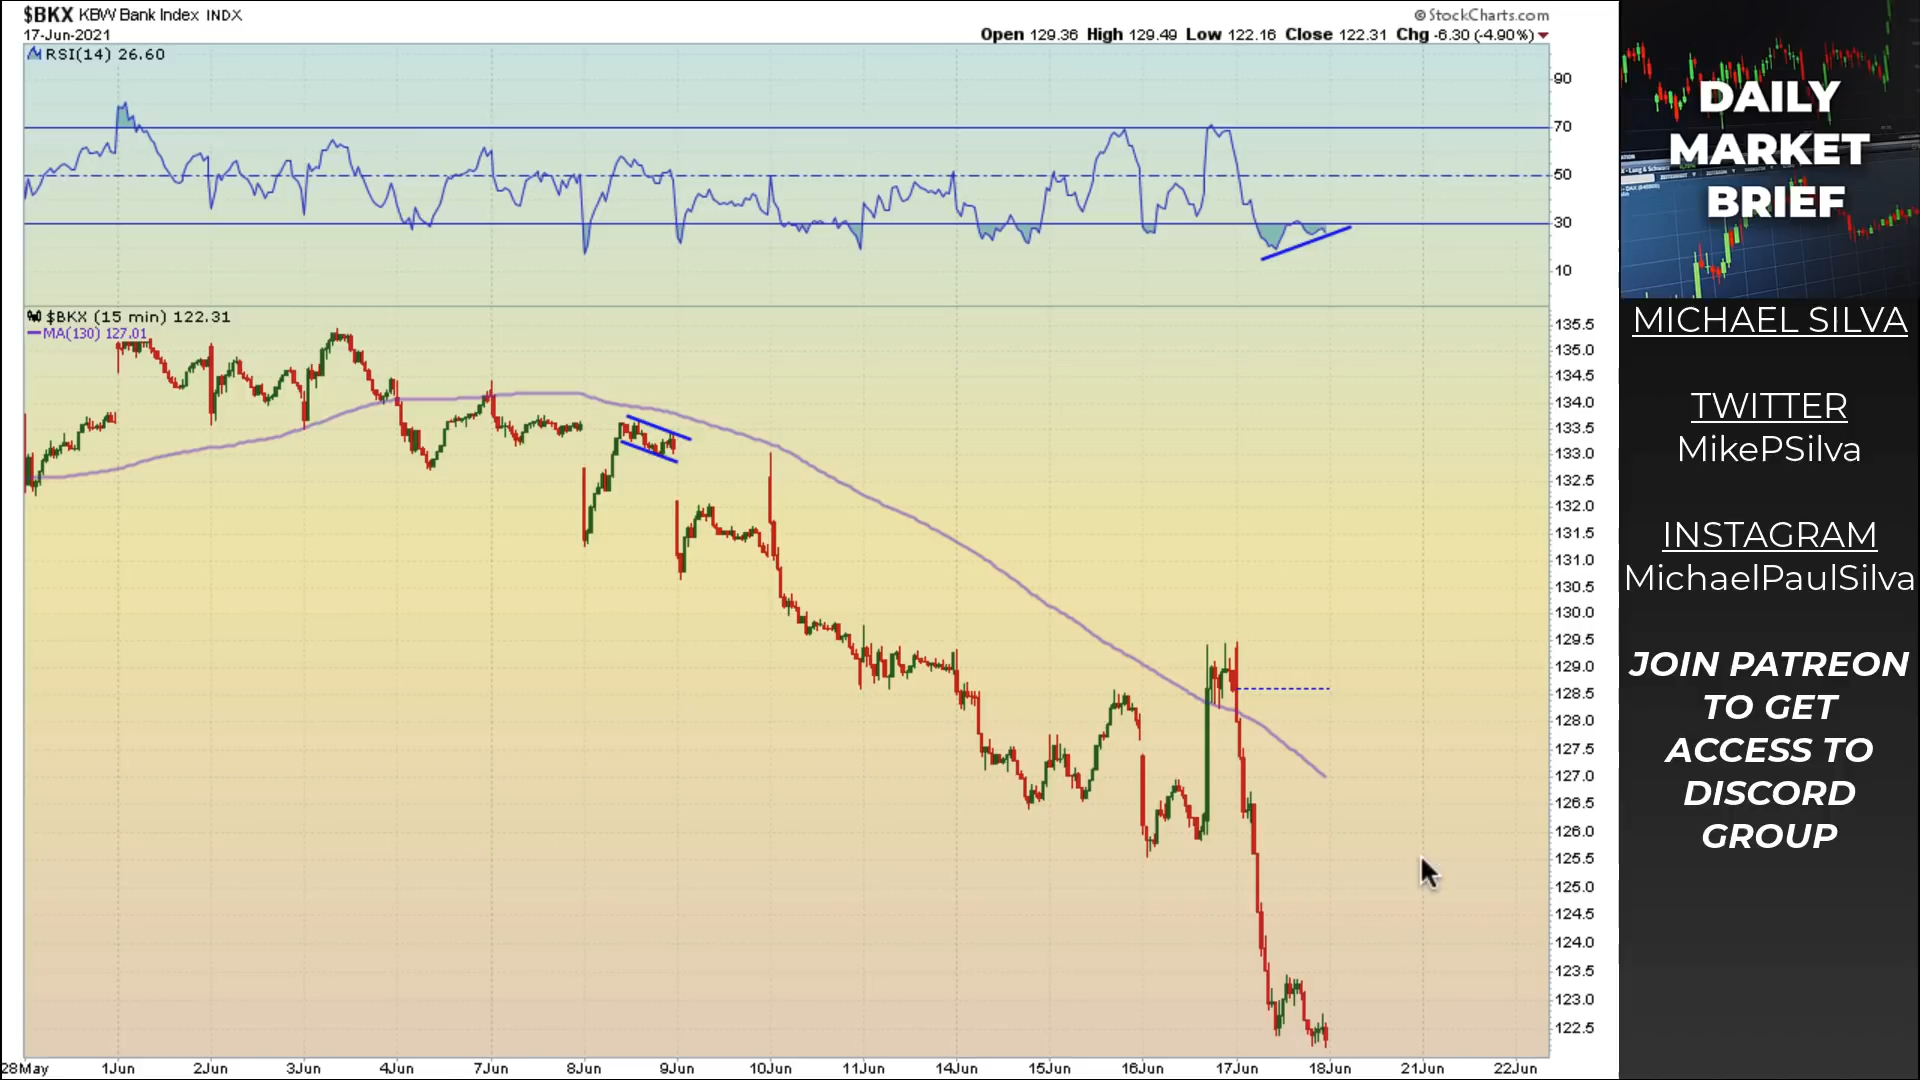 $BKX KBW Bank Index INDX
© StockCharts.com
17-Jun-2021
Open 129.36 High 129.49 Low 122.16 Close 122.31 Chg -6.30 (-4.90%)
RSI(14) 26.60
90
70
50
30
10
$BKX (15 min) 122.31
MA(130) 127.01
135.5
135.0
134.5
134.0
133.5
133.0
132.5
132.0
131.5
131.0
130.5
130.0
129.5
129.0
128.5
128.0
127.5
127.0
126.5
126.0
125.5
125.0
124.5
124.0
123.5
123.0
122.5
28May 1Jun 2Jun 3Jun 4Jun 7Jun 8Jun 9Jun 10Jun 11Jun 14Jun 15Jun 16Jun 17Jun 18Jun 21Jun 22Jun
DAILY
MARKET
BRIEF
MICHAEL SILVA
TWITTER
MikePSilva
INSTAGRAM
MichaelPaulSilva
JOIN PATREON
TO GET
ACCESS TO
DISCORD
GROUP